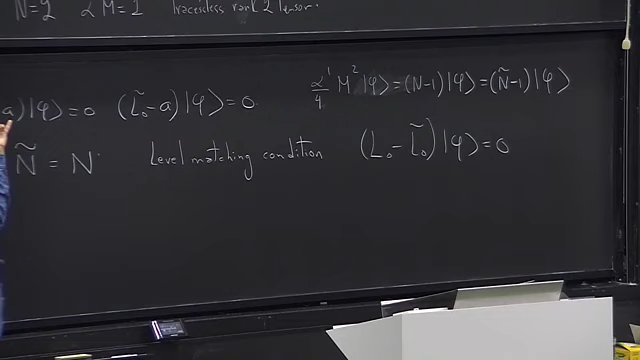 N=2 α'M²=1 Traceless rank 2 tensor.
a)|φ⟩=0 (L̃₀-a)|φ⟩=0 α'/4 M²|φ⟩=(N-1)|φ⟩=(Ñ-1)|φ⟩
Ñ = N Level matching condition (L₀-L̃₀)|φ⟩=0